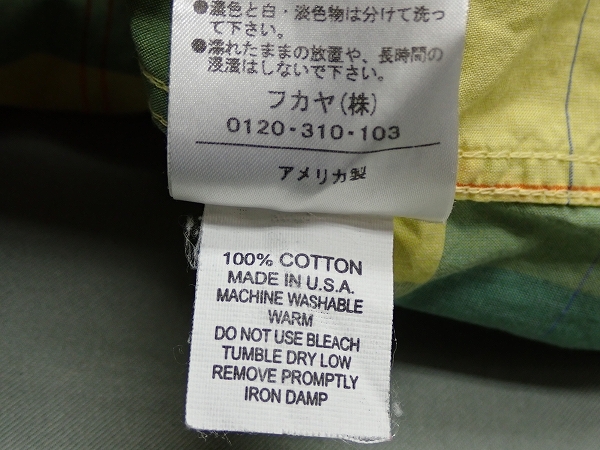 ●濃色と白・淡色物は分けて洗っ
て下さい。
●濡れたままの放置や、長時間の
浸漬はしないで下さい。
フカヤ(株)
0120-310-103
アメリカ製
100% COTTON
MADE IN U.S.A.
MACHINE WASHABLE
WARM
DO NOT USE BLEACH
TUMBLE DRY LOW
REMOVE PROMPTLY
IRON DAMP